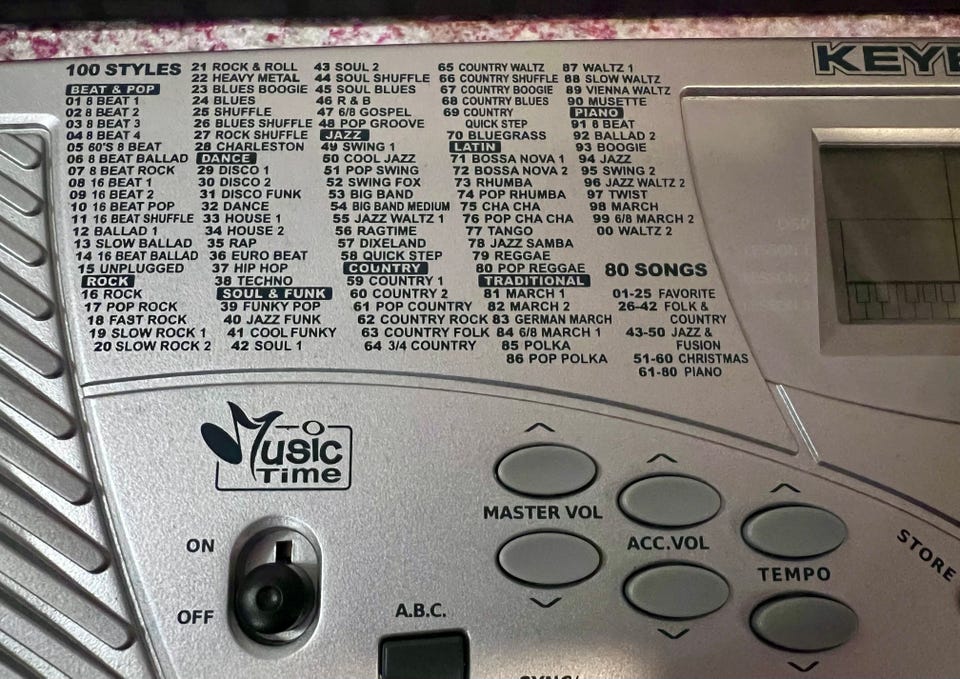 100 STYLES
BEAT & POP
01 8 BEAT 1
02 8 BEAT 2
03 8 BEAT 3
04 8 BEAT 4
05 60'S 8 BEAT
06 8 BEAT BALLAD
07 8 BEAT ROCK
08 16 BEAT 1
09 16 BEAT 2
10 16 BEAT POP
11 16 BEAT SHUFFLE
12 BALLAD 1
13 SLOW BALLAD
14 16 BEAT BALLAD
15 UNPLUGGED
ROCK
16 ROCK
17 POP ROCK
18 FAST ROCK
19 SLOW ROCK 1
20 SLOW ROCK 2
21 ROCK & ROLL
22 HEAVY METAL
23 BLUES BOOGIE
24 BLUES
25 SHUFFLE
26 BLUES SHUFFLE
27 ROCK SHUFFLE
28 CHARLESTON
DANCE
29 DISCO 1
30 DISCO 2
31 DISCO FUNK
32 DANCE
33 HOUSE 1
34 HOUSE 2
35 RAP
36 EURO BEAT
37 HIP HOP
38 TECHNO
SOUL & FUNK
39 FUNKY POP
40 JAZZ FUNK
41 COOL FUNKY
42 SOUL 1
43 SOUL 2
44 SOUL SHUFFLE
45 SOUL BLUES
46 R & B
47 6/8 GOSPEL
48 POP GROOVE
JAZZ
49 SWING 1
50 COOL JAZZ
51 POP SWING
52 SWING FOX
53 BIG BAND
54 BIG BAND MEDIUM
55 JAZZ WALTZ 1
56 RAGTIME
57 DIXELAND
58 QUICK STEP
COUNTRY
59 COUNTRY 1
60 COUNTRY 2
61 POP COUNTRY
62 COUNTRY ROCK
63 COUNTRY FOLK
64 3/4 COUNTRY
65 COUNTRY WALTZ
66 COUNTRY SHUFFLE
67 COUNTRY BOOGIE
68 COUNTRY BLUES
69 COUNTRY
QUICK STEP
70 BLUEGRASS
LATIN
71 BOSSA NOVA 1
72 BOSSA NOVA 2
73 RHUMBA
74 POP RHUMBA
75 CHA CHA
76 POP CHA CHA
77 TANGO
78 JAZZ SAMBA
79 REGGAE
80 POP REGGAE
TRADITIONAL
81 MARCH 1
82 MARCH 2
83 GERMAN MARCH
84 6/8 MARCH 1
85 POLKA
86 POP POLKA
87 WALTZ 1
88 SLOW WALTZ
89 VIENNA WALTZ
90 MUSETTE
PIANO
91 8 BEAT
92 BALLAD 2
93 BOOGIE
94 JAZZ
95 SWING 2
96 JAZZ WALTZ 2
97 TWIST
98 MARCH
99 6/8 MARCH 2
00 WALTZ 2
80 SONGS
01-25 FAVORITE
26-42 FOLK &
COUNTRY
43-50 JAZZ &
FUSION
51-60 CHRISTMAS
61-80 PIANO
KEYB
Music
Time
ON
OFF
A.B.C.
MASTER VOL
ACC.VOL
TEMPO
STORE